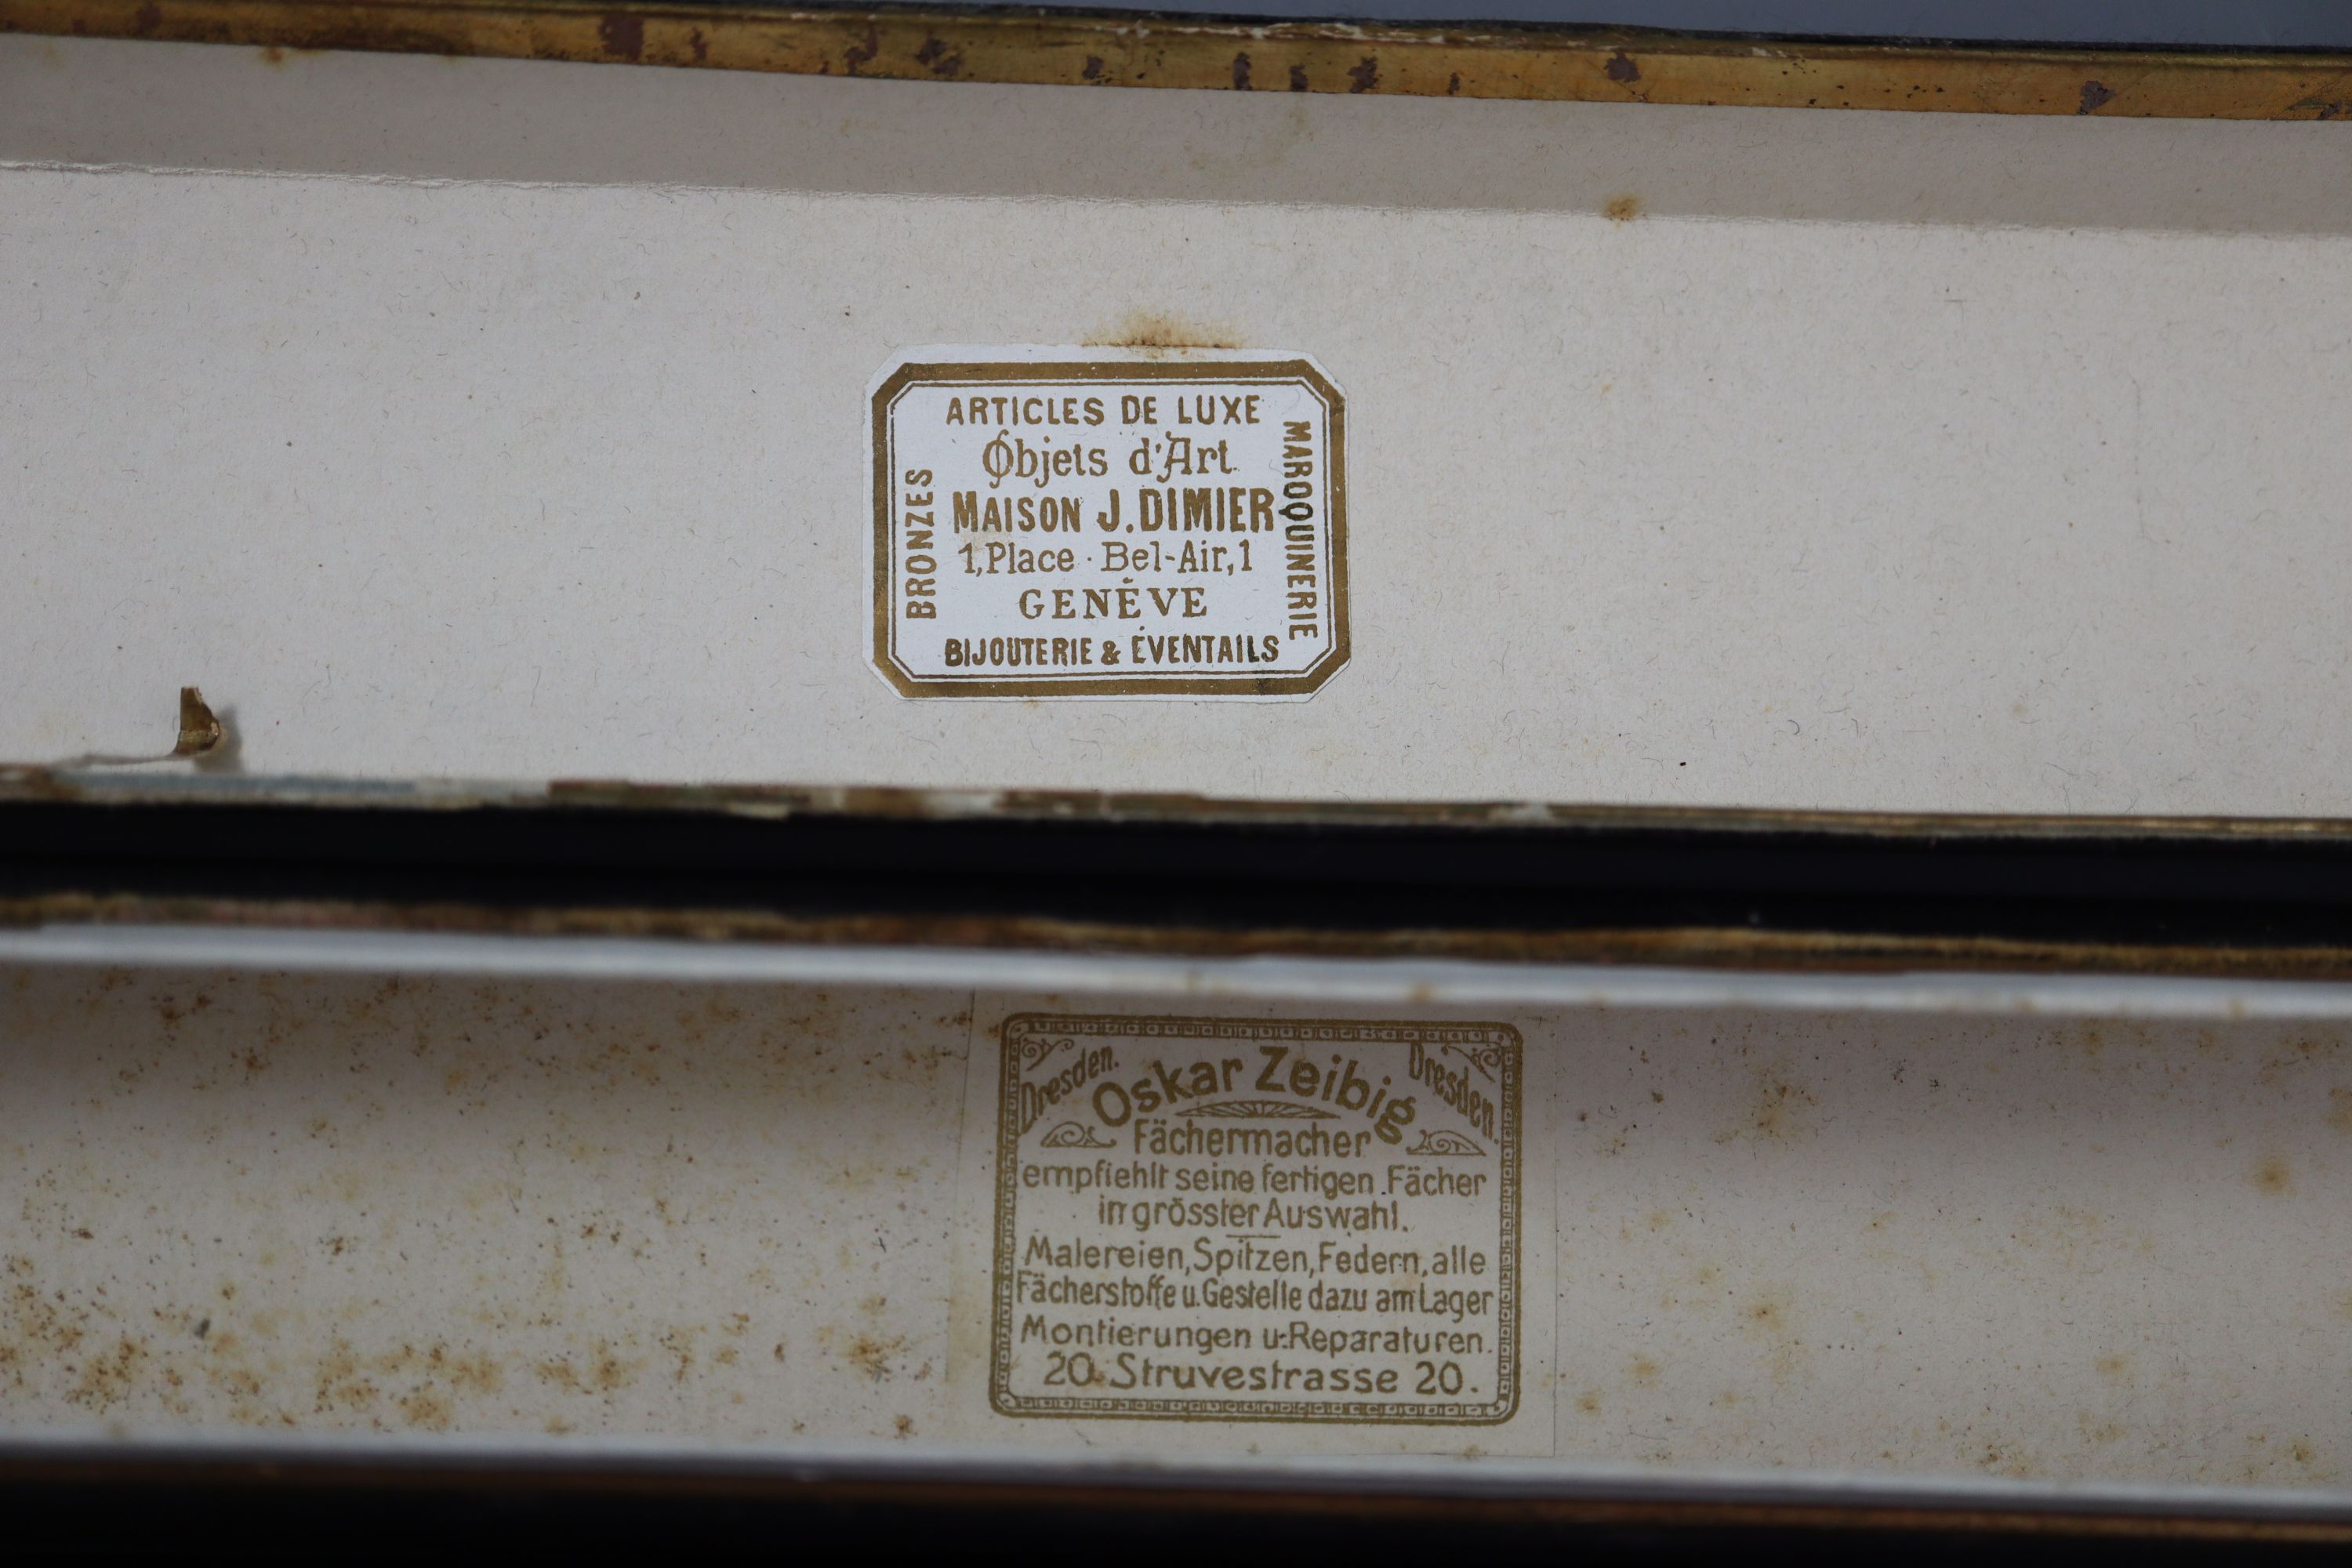 ARTICLES DE LUXE
Objets d'Art
BRONZES
MAISON J. DIMIER
MAROQUINERIE
1, Place · Bel-Air, 1
GENÈVE
BIJOUTERIE & ÉVENTAILS
Dresden.
Oskar Zeibig
Dresden.
Fächermacher
empfiehlt seine fertigen Fächer
in grösster Auswahl.
Malereien, Spitzen, Federn, alle
Fächerstoffe u. Gestelle dazu am Lager
Montierungen u. Reparaturen.
20. Struvestrasse 20.